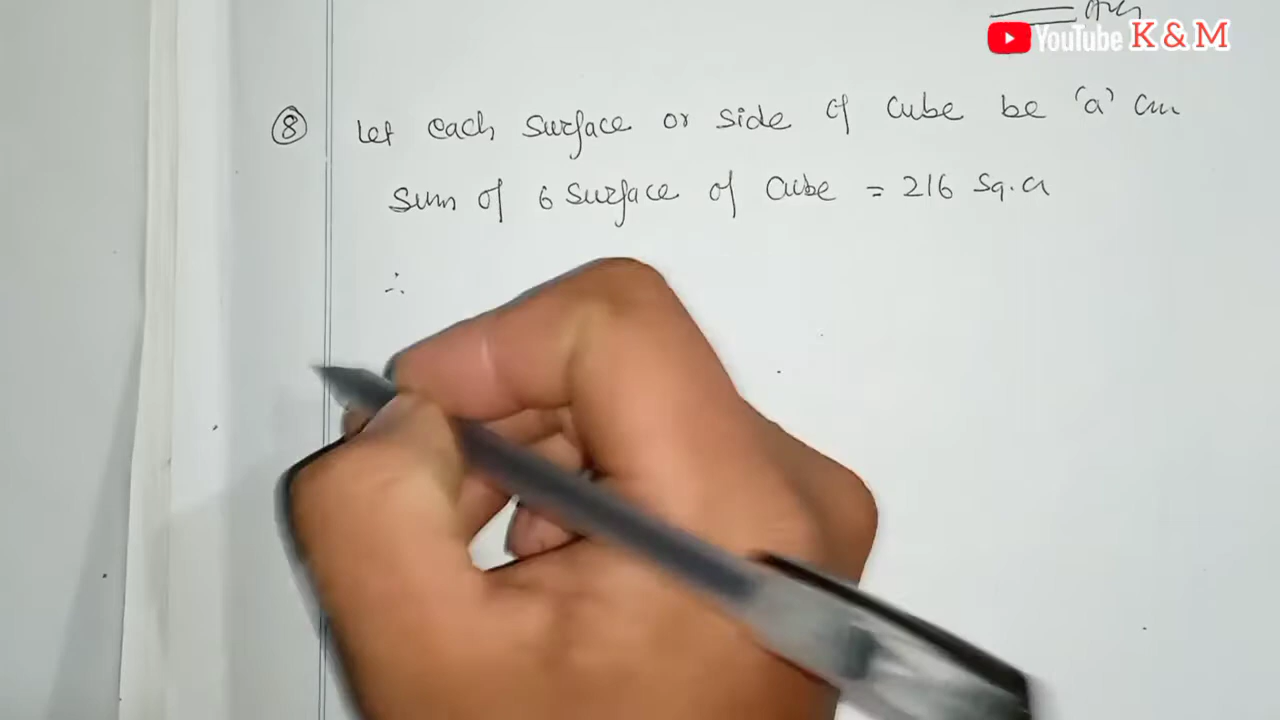 Ans
YouTube K & M
⑧ Let each surface or side of cube be 'a' cm
Sum of 6 surface of cube = 216 Sq. c
∴